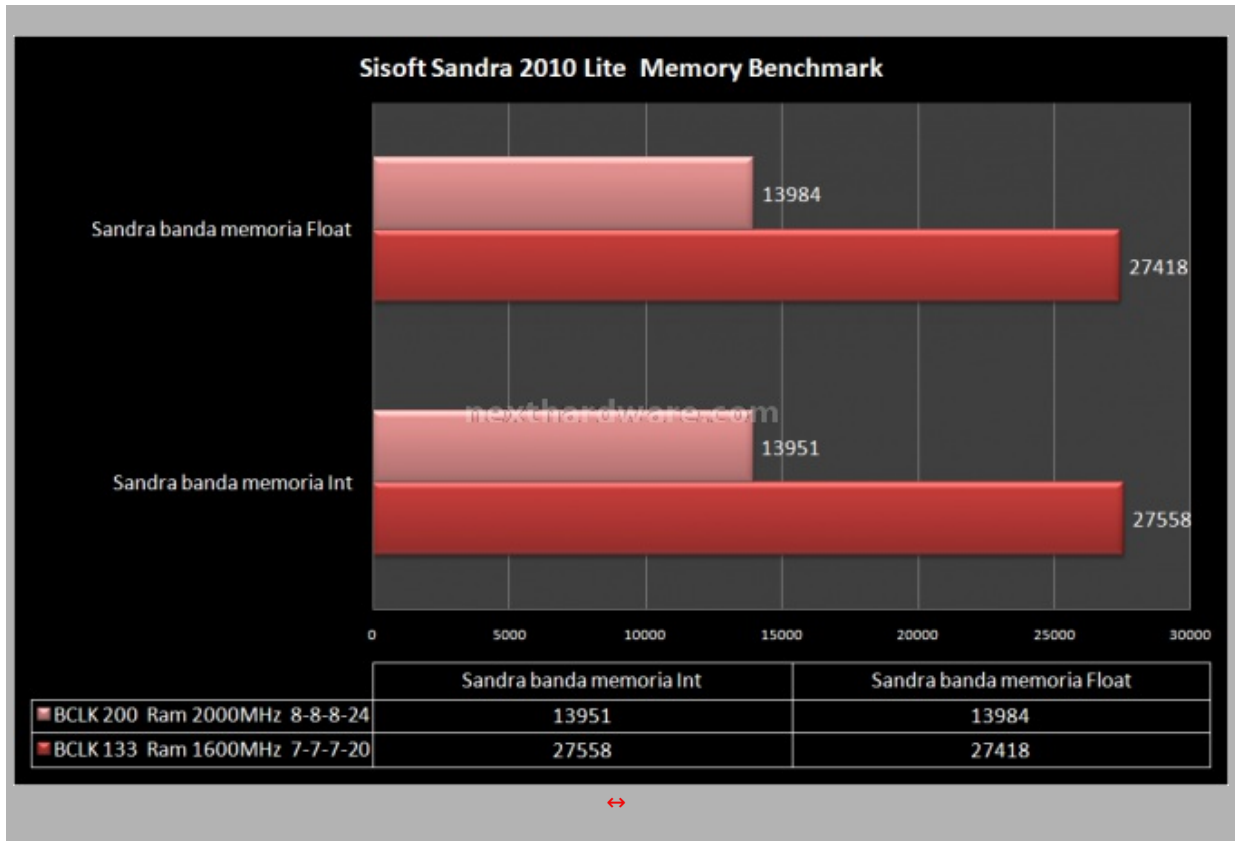 Sisoft Sandra 2010 Lite Memory Benchmark
Sandra banda memoria Float
13984
27418
nexthardware.com
Sandra banda memoria Int
13951
27558
0 5000 10000 15000 20000 25000 30000
Sandra banda memoria Int Sandra banda memoria Float
BCLK 200 Ram 2000MHz 8-8-8-24 13951 13984
BCLK 133 Ram 1600MHz 7-7-7-20 27558 27418